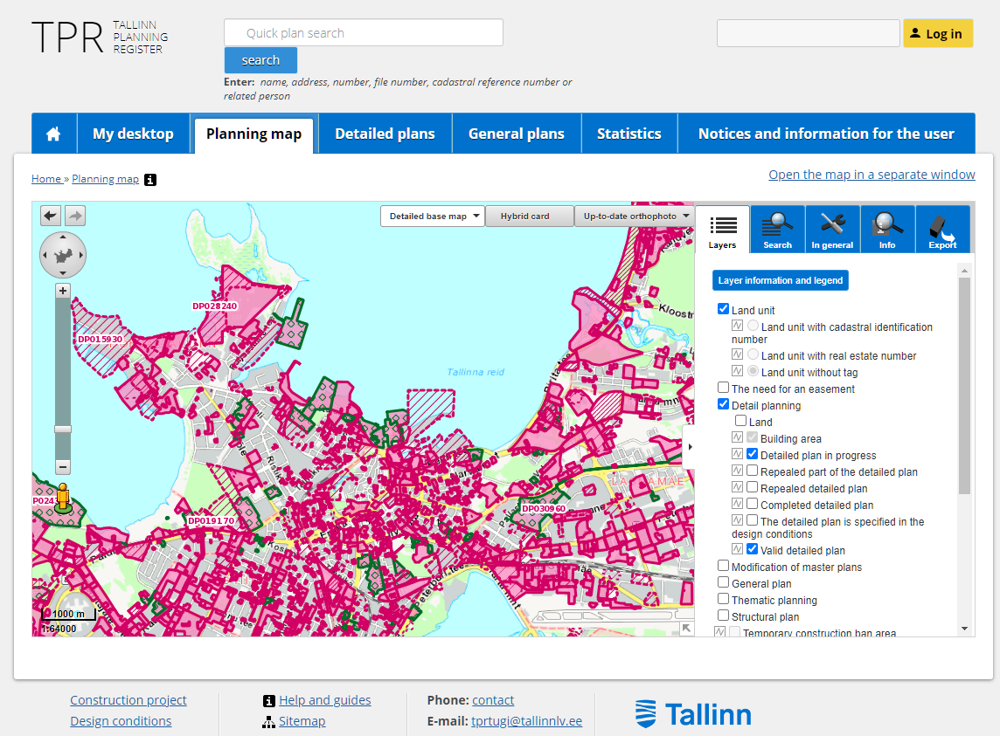 TPR
TALLINN
PLANNING
REGISTER
Quick plan search
search
Enter: name, address, number, file number, cadastral reference number or
related person
Log in
My desktop
Planning map
Detailed plans
General plans
Statistics
Notices and information for the user
Home » Planning map
Open the map in a separate window
Detailed base map
Hybrid card
Up-to-date orthophoto
Layers
Search
In general
Info
Export
DP028240
DP015930
Tallinna reid
DP019170
DP030960
1000 m
1:64000
Layer information and legend
Land unit
Land unit with cadastral identification
number
Land unit with real estate number
Land unit without tag
The need for an easement
Detail planning
Land
Building area
Detailed plan in progress
Repealed part of the detailed plan
Repealed detailed plan
Completed detailed plan
The detailed plan is specified in the
design conditions
Valid detailed plan
Modification of master plans
General plan
Thematic planning
Structural plan
Temporary construction ban area
Construction project
Design conditions
Help and guides
Sitemap
Phone: contact
E-mail: tprtugi@tallinnlv.ee
Tallinn